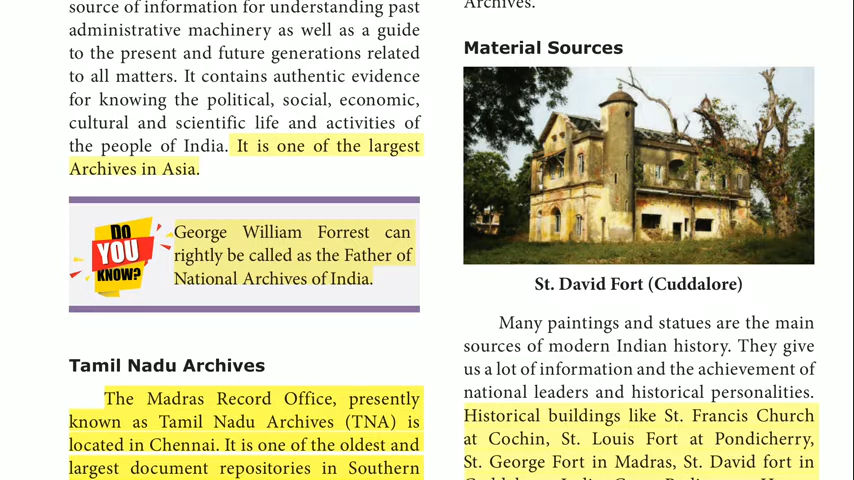 source of information for understanding past
administrative machinery as well as a guide
to the present and future generations related
to all matters. It contains authentic evidence
for knowing the political, social, economic,
cultural and scientific life and activities of
the people of India. It is one of the largest
Archives in Asia.
DO
YOU
KNOW?
George William Forrest can
rightly be called as the Father of
National Archives of India.
Tamil Nadu Archives
The Madras Record Office, presently
known as Tamil Nadu Archives (TNA) is
located in Chennai. It is one of the oldest and
largest document repositories in Southern
Archives.
Material Sources
St. David Fort (Cuddalore)
Many paintings and statues are the main
sources of modern Indian history. They give
us a lot of information and the achievement of
national leaders and historical personalities.
Historical buildings like St. Francis Church
at Cochin, St. Louis Fort at Pondicherry,
St. George Fort in Madras, St. David fort in